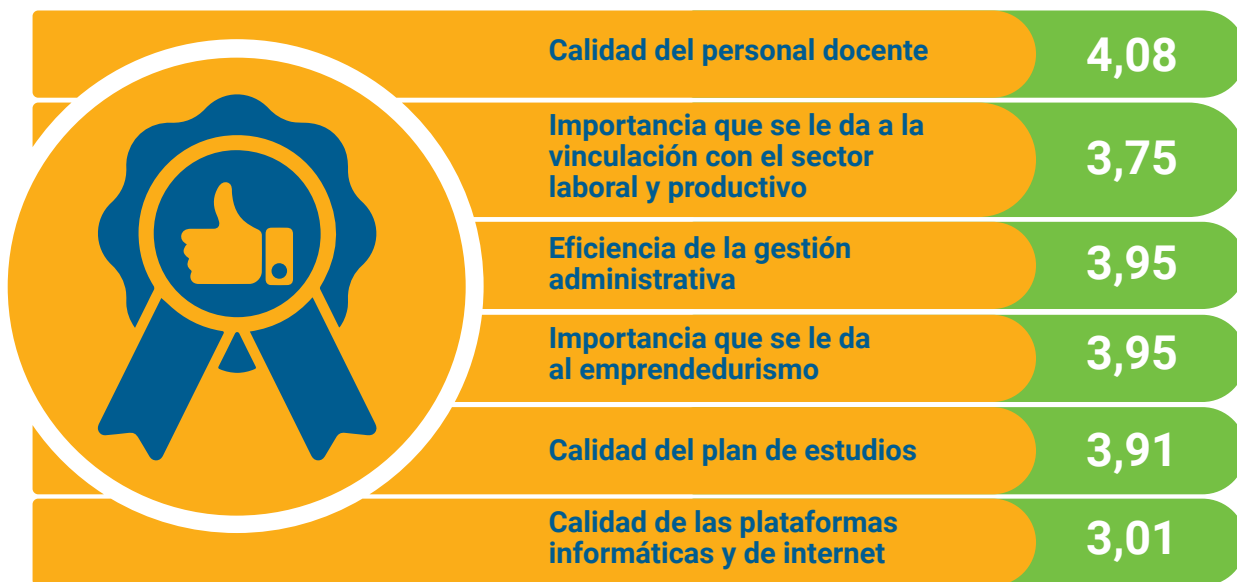 Calidad del personal docente
4,08
Importancia que se le da a la
vinculación con el sector
laboral y productivo
3,75
Eficiencia de la gestión
administrativa
3,95
Importancia que se le da
al emprendedurismo
3,95
Calidad del plan de estudios
3,91
Calidad de las plataformas
informáticas y de internet
3,01